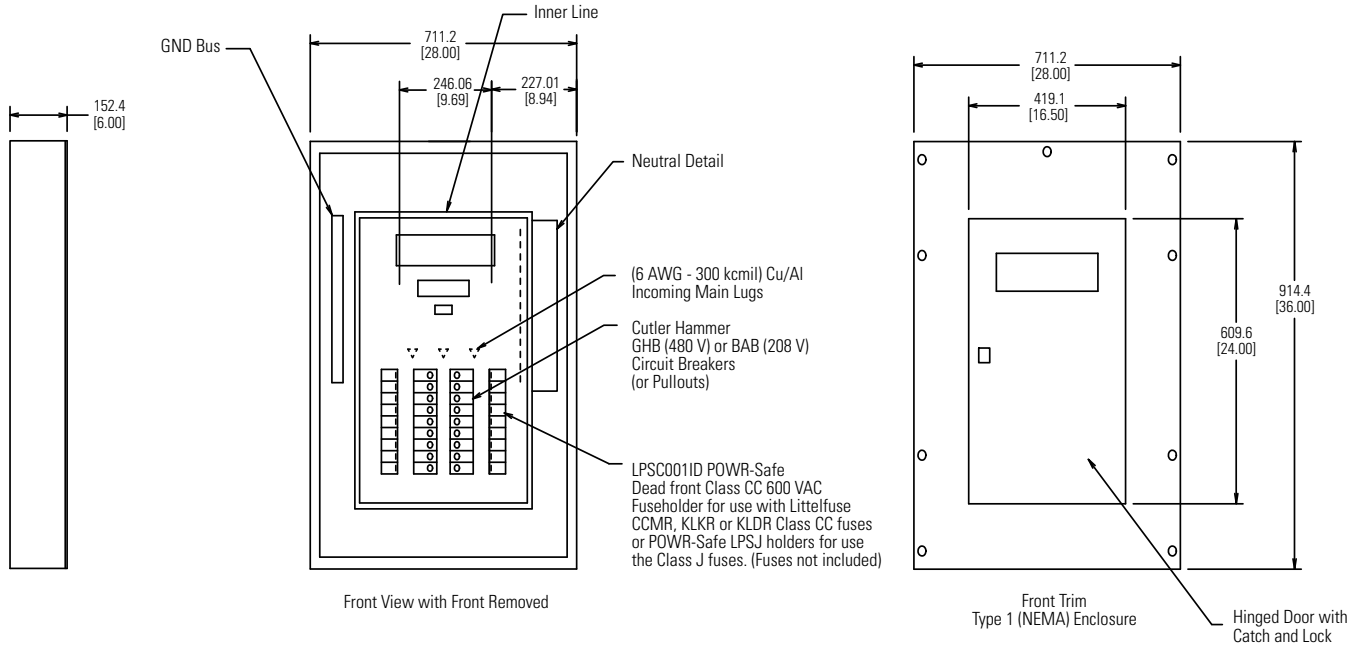 152.4
[6.00]
GND Bus
Inner Line
711.2
[28.00]
246.06
[9.69]
227.01
[8.94]
Neutral Detail
(6 AWG - 300 kcmil) Cu/Al
Incoming Main Lugs
Cutler Hammer
GHB (480 V) or BAB (208 V)
Circuit Breakers
(or Pullouts)
LPSC001ID POWR-Safe
Dead front Class CC 600 VAC
Fuseholder for use with Littelfuse
CCMR, KLKR or KLDR Class CC fuses
or POWR-Safe LPSJ holders for use
the Class J fuses. (Fuses not included)
Front View with Front Removed
711.2
[28.00]
419.1
[16.50]
609.6
[24.00]
914.4
[36.00]
Front Trim
Type 1 (NEMA) Enclosure
Hinged Door with
Catch and Lock